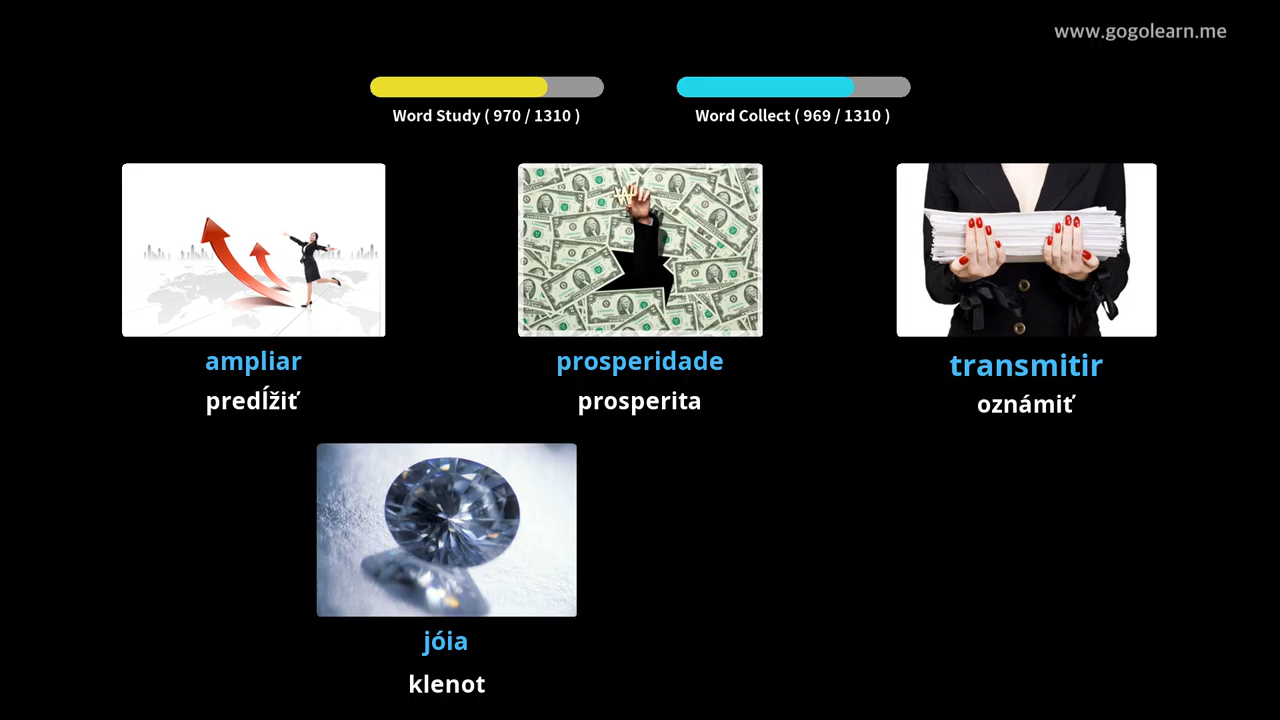 www.gogolearn.me
Word Study ( 970 / 1310 )
Word Collect ( 969 / 1310 )
ampliar
predĺžiť
prosperidade
prosperita
transmitir
oznámiť
jóia
klenot